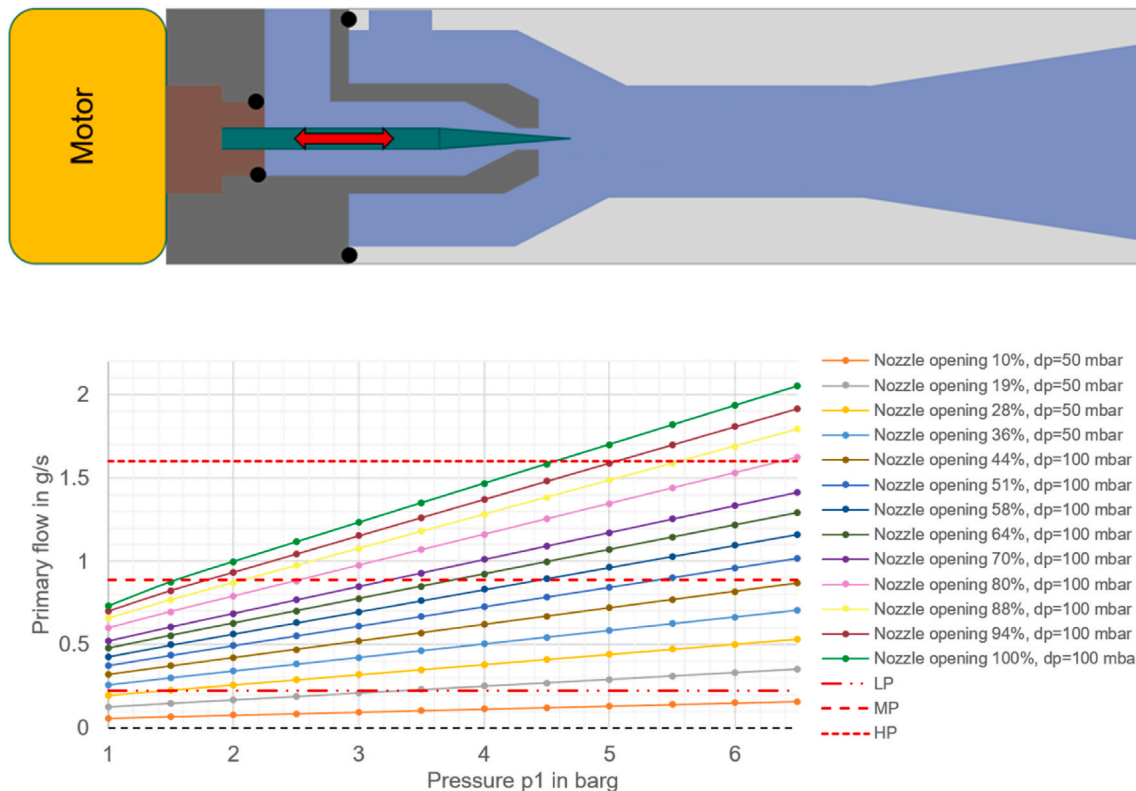 Motor
Primary flow in g/s
2
1.5
1
0.5
0
1 2 3 4 5 6
Pressure p1 in barg
Nozzle opening 10%, dp=50 mbar
Nozzle opening 19%, dp=50 mbar
Nozzle opening 28%, dp=50 mbar
Nozzle opening 36%, dp=50 mbar
Nozzle opening 44%, dp=100 mbar
Nozzle opening 51%, dp=100 mbar
Nozzle opening 58%, dp=100 mbar
Nozzle opening 64%, dp=100 mbar
Nozzle opening 70%, dp=100 mbar
Nozzle opening 80%, dp=100 mbar
Nozzle opening 88%, dp=100 mbar
Nozzle opening 94%, dp=100 mbar
Nozzle opening 100%, dp=100 mba
LP
MP
HP